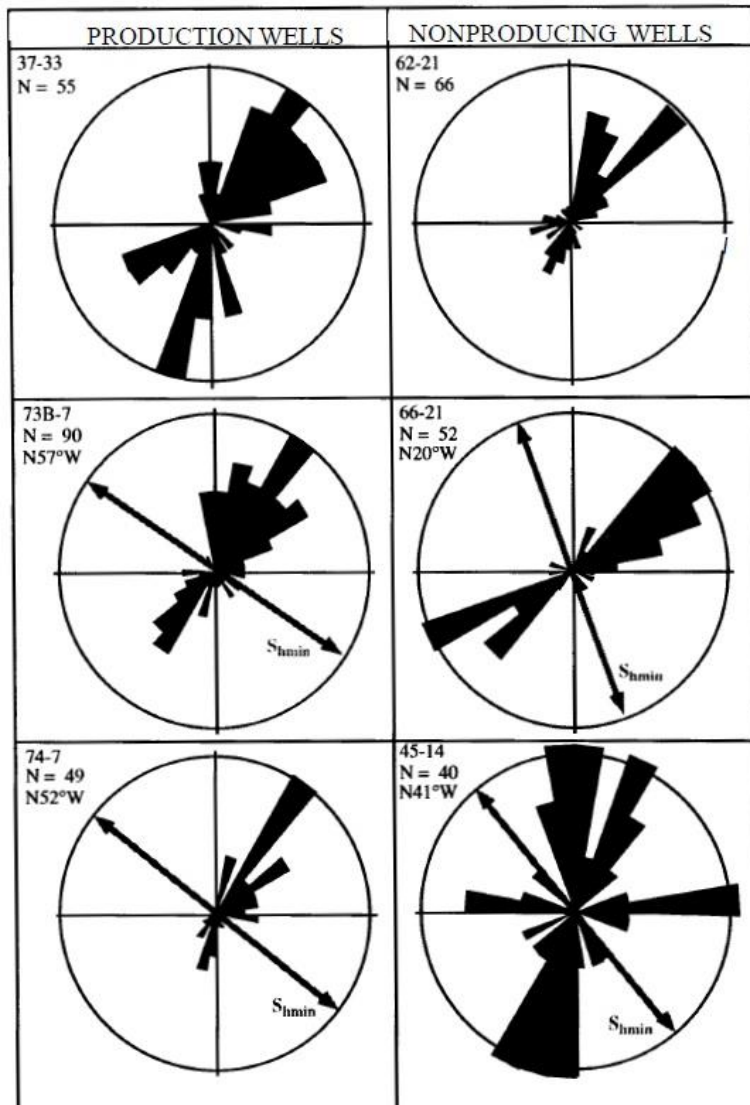 PRODUCTION WELLS
NONPRODUCING WELLS
37-33
N = 55
62-21
N = 66
73B-7
N = 90
N57°W
Shmin
66-21
N = 52
N20°W
Shmin
74-7
N = 49
N52°W
Shmin
45-14
N = 40
N41°W
Shmin